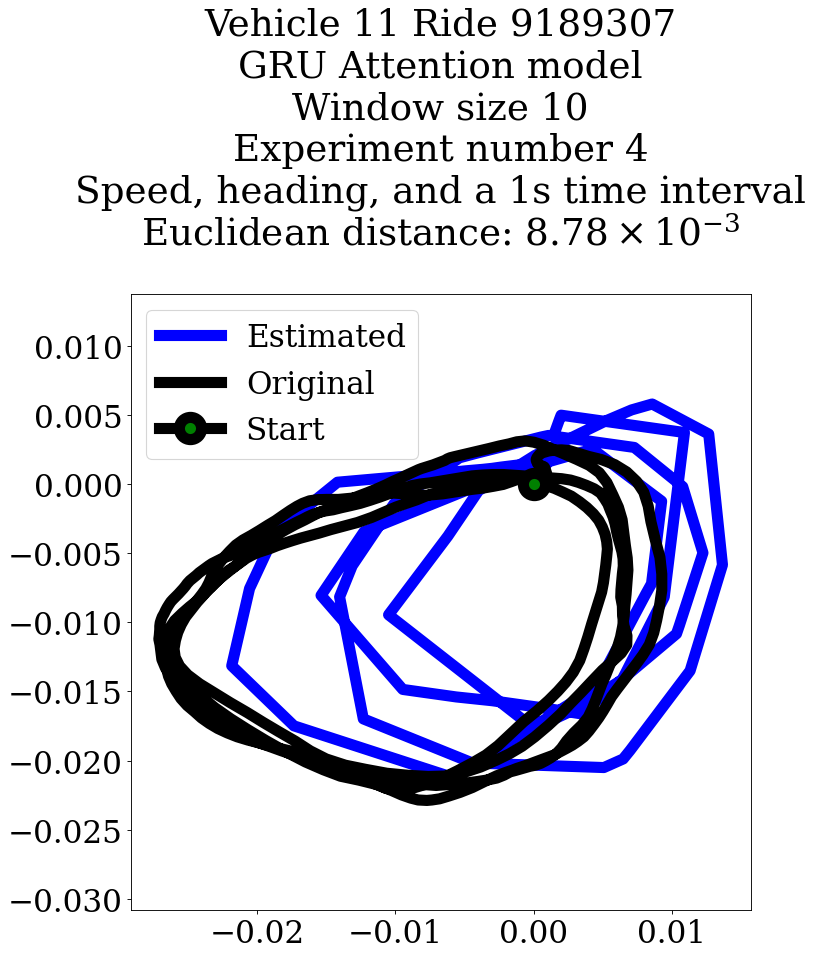 Vehicle 11 Ride 9189307
GRU Attention model
Window size 10
Experiment number 4
Speed, heading, and a 1s time interval
Euclidean distance: 8.78 × 10⁻³
Estimated
Original
Start
0.010
0.005
0.000
−0.005
−0.010
−0.015
−0.020
−0.025
−0.030
−0.02 −0.01 0.00 0.01